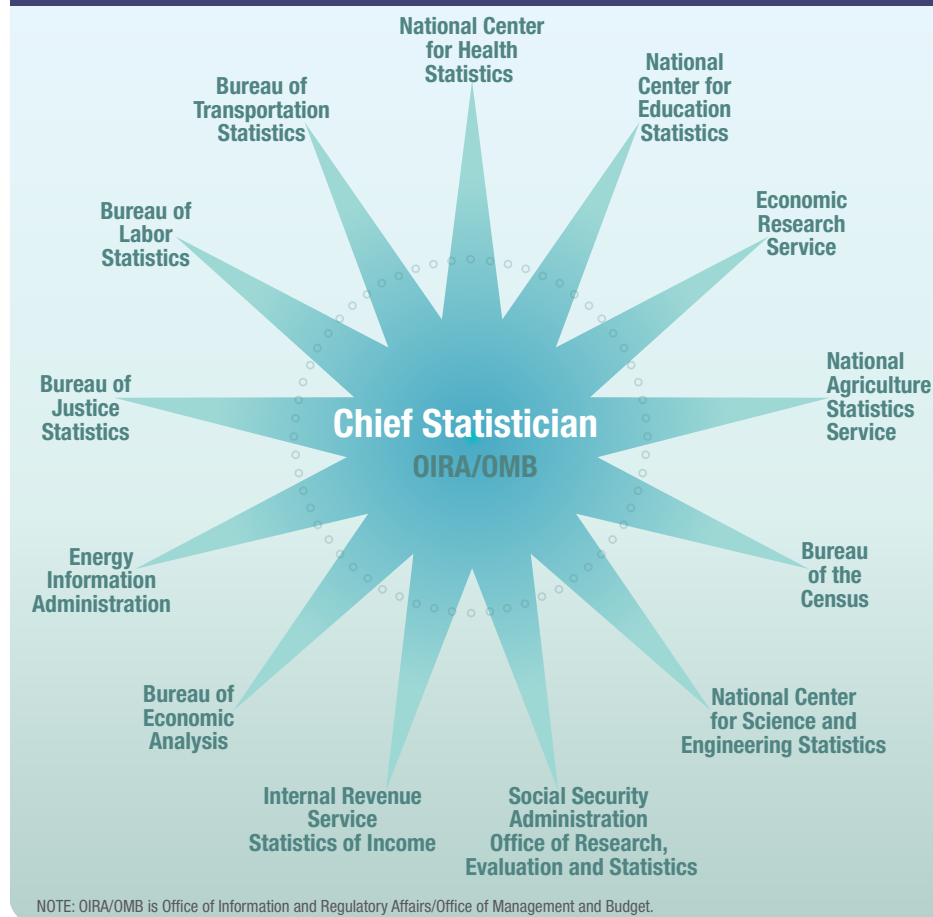 National Center
for Health
Statistics
National
Center for
Education
Statistics
Economic
Research
Service
National
Agriculture
Statistics
Service
Bureau
of the
Census
National Center
for Science and
Engineering Statistics
Social Security
Administration
Office of Research,
Evaluation and Statistics
Internal Revenue
Service
Statistics of Income
Bureau of
Economic
Analysis
Energy
Information
Administration
Bureau of
Justice
Statistics
Bureau of
Labor
Statistics
Bureau of
Transportation
Statistics
Chief Statistician
OIRA/OMB
NOTE: OIRA/OMB is Office of Information and Regulatory Affairs/Office of Management and Budget.